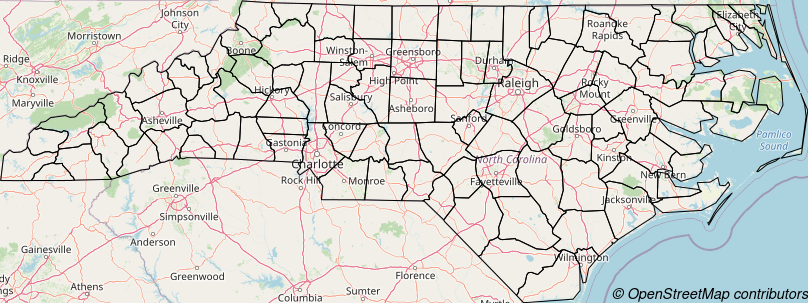 Johnson
City
Morristown
Ridge
Knoxville
Maryville
Boone
Winston-
Salem
Greensboro
High Point
Durham
Raleigh
Roanoke
Rapids
Elizabeth
City
Hickory
Salisbury
Asheboro
Sanford
Rocky
Mount
Greenville
Goldsboro
Asheville
Concord
Gastonia
Charlotte
Rock Hill
Monroe
North Carolina
Fayetteville
Kinston
New Bern
Pamlico
Sound
Jacksonville
Greenville
Simpsonville
Anderson
Gainesville
Greenwood
Athens
Columbia
Sumter
Florence
Myrtle
Wilmington
© OpenStreetMap contributors